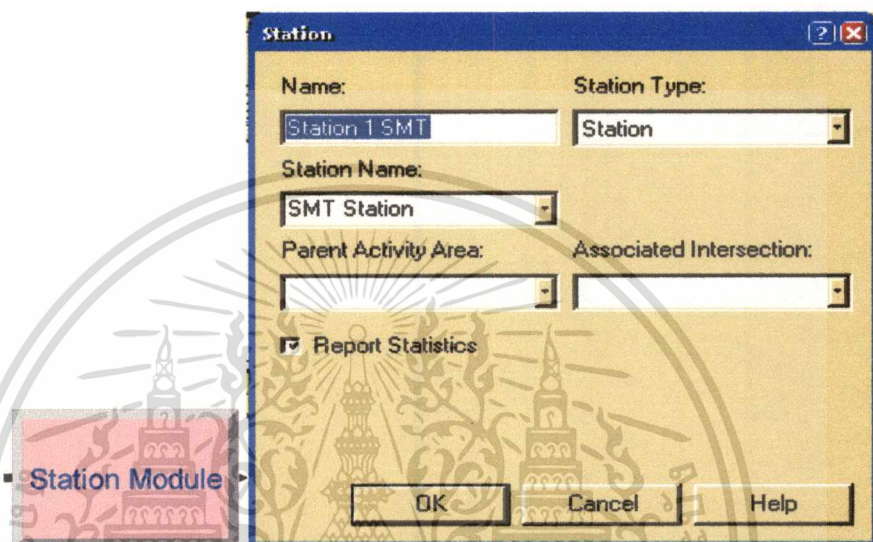 Station
Name:
Station Type:
Station 1 SMT
Station
Station Name:
SMT Station
Parent Activity Area:
Associated Intersection:
Report Statistics
Station Module
OK
Cancel
Help